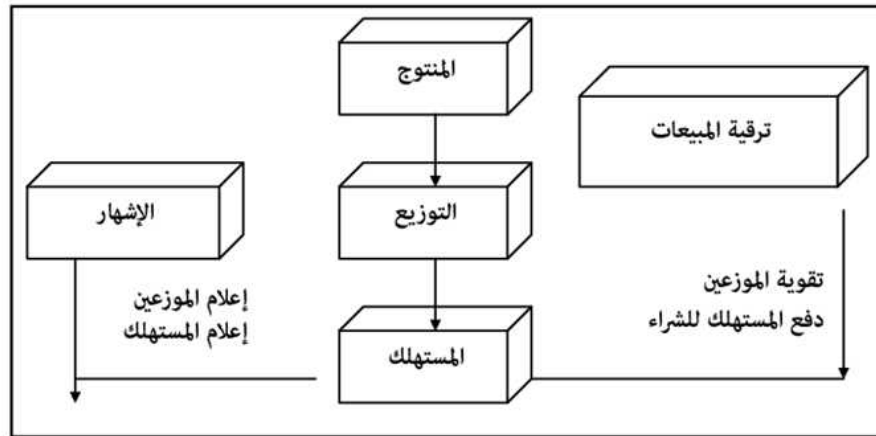 المنتوج
ترقية المبيعات
التوزيع
الإشهار
تقوية الموزعين
دفع المستهلك للشراء
إعلام الموزعين
إعلام المستهلك
المستهلك